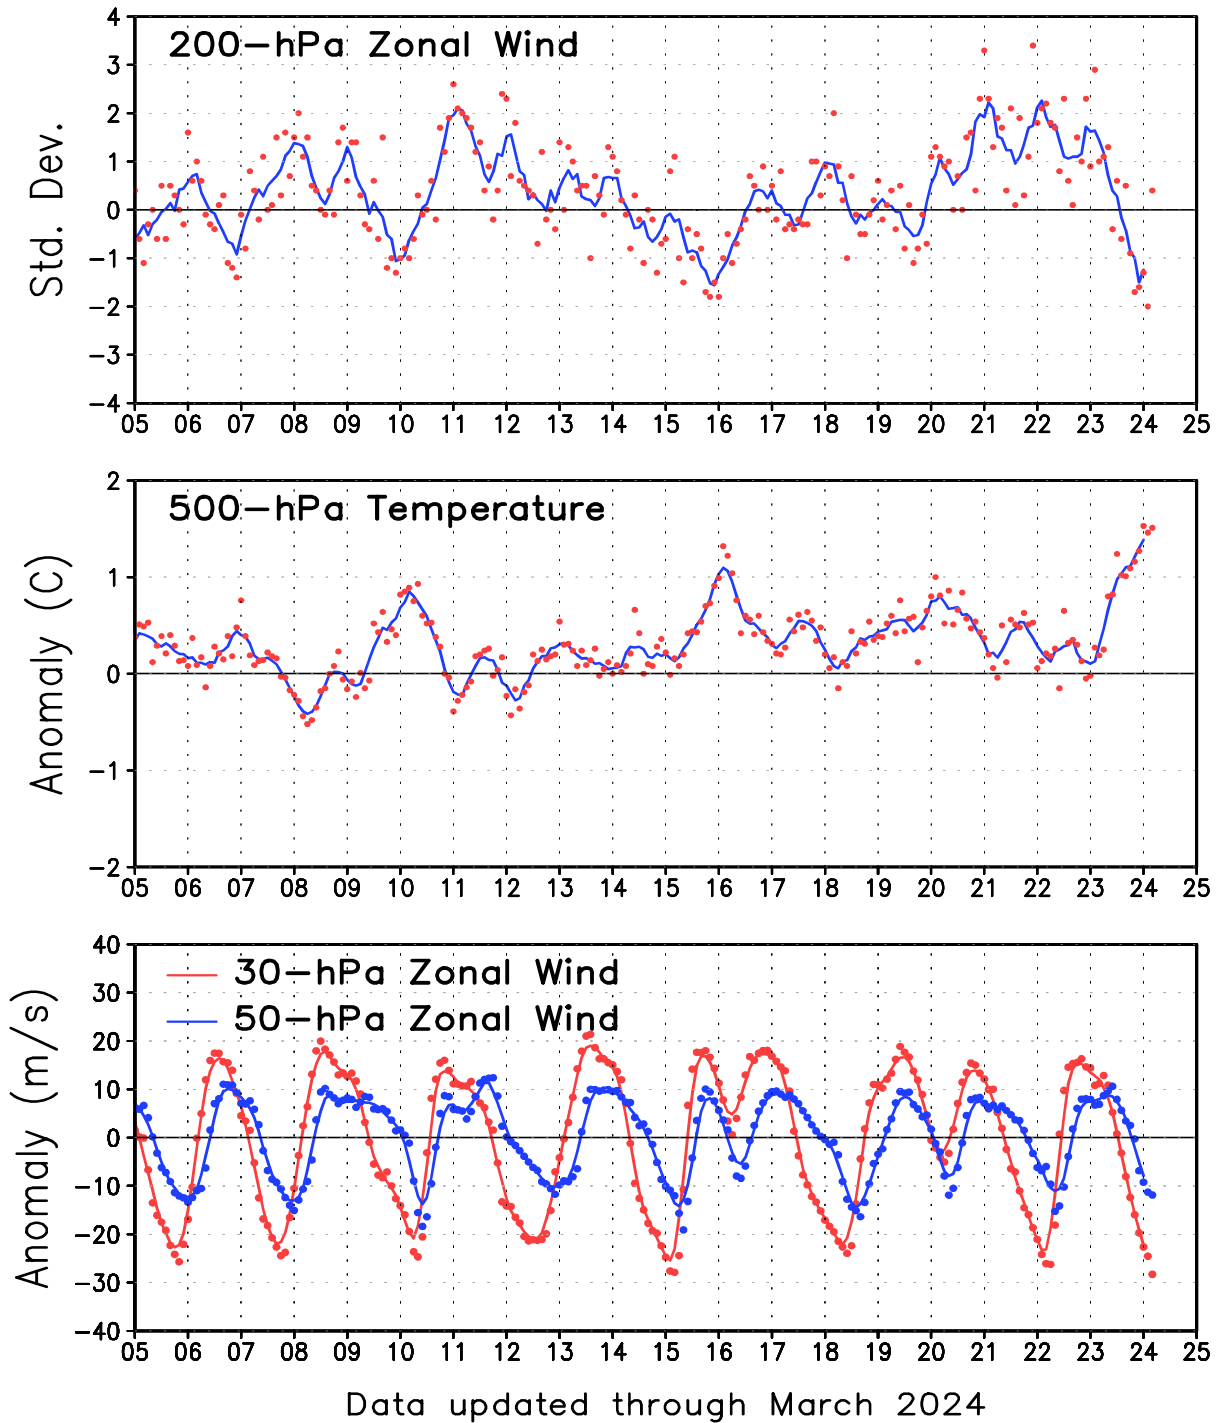 200-hPa Zonal Wind
Std. Dev.
4
3
2
1
0
-1
-2
-3
-4
05 06 07 08 09 10 11 12 13 14 15 16 17 18 19 20 21 22 23 24 25
500-hPa Temperature
Anomaly (C)
2
1
0
-1
-2
05 06 07 08 09 10 11 12 13 14 15 16 17 18 19 20 21 22 23 24 25
30-hPa Zonal Wind
50-hPa Zonal Wind
Anomaly (m/s)
40
30
20
10
0
-10
-20
-30
-40
05 06 07 08 09 10 11 12 13 14 15 16 17 18 19 20 21 22 23 24 25
Data updated through March 2024